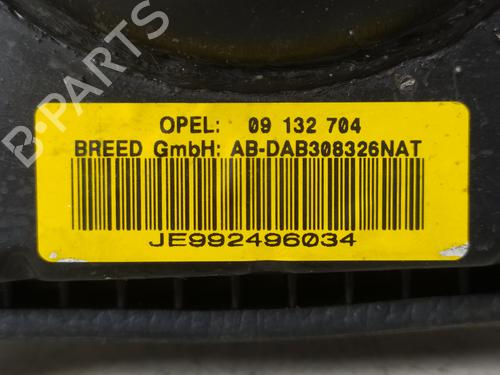 OPEL: 09 132 704
BREED GmbH: AB-DAB308326NAT
JE992496034
B-PARTS